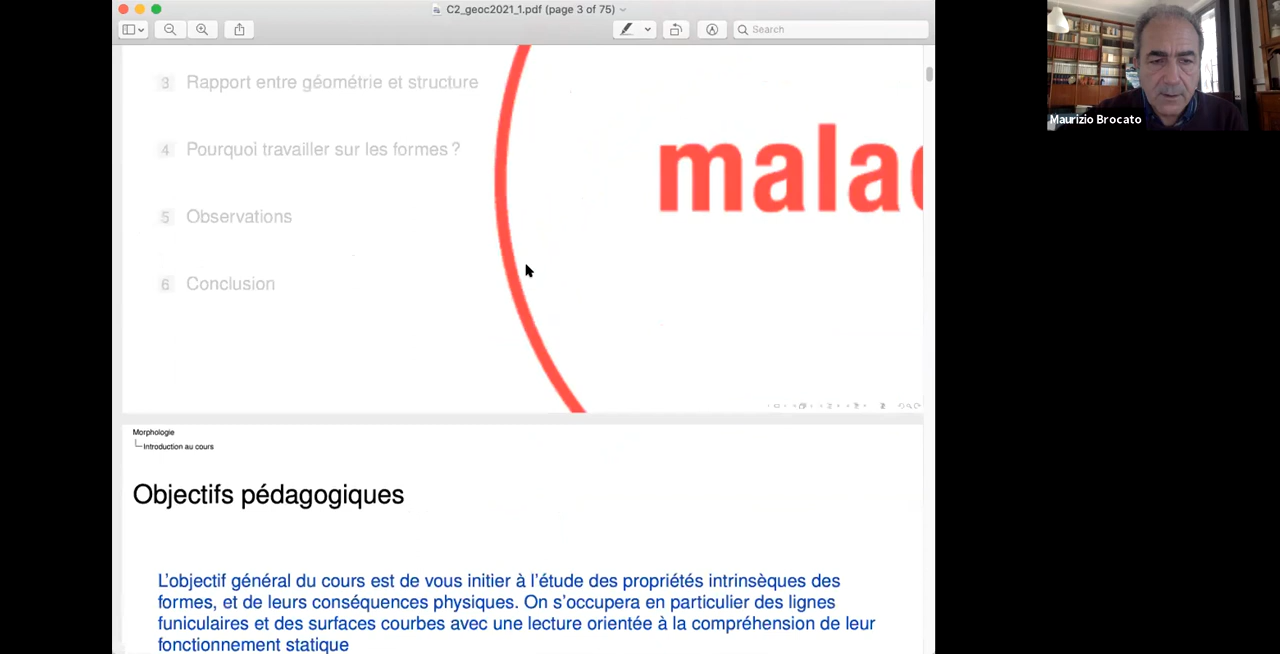 C2_geoc2021_1.pdf (page 3 of 75)
Search
Maurizio Brocato
3 Rapport entre géométrie et structure
4 Pourquoi travailler sur les formes ?
5 Observations
6 Conclusion
malac
Morphologie
Introduction au cours
Objectifs pédagogiques
L'objectif général du cours est de vous initier à l'étude des propriétés intrinsèques des
formes, et de leurs conséquences physiques. On s'occupera en particulier des lignes
funiculaires et des surfaces courbes avec une lecture orientée à la compréhension de leur
fonctionnement statique